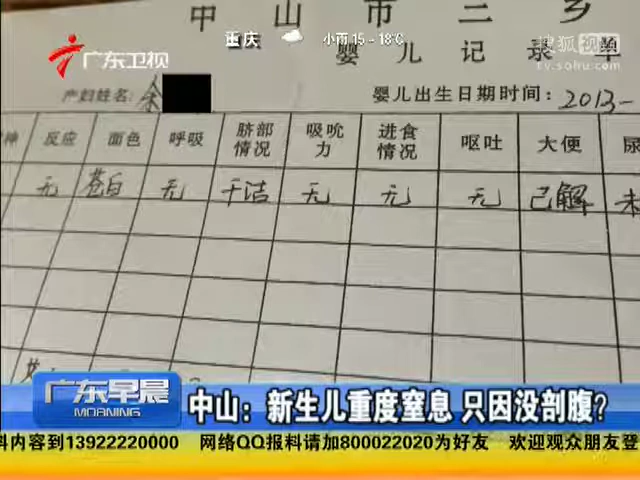 中山市三乡
重庆 小雨 15-18℃
搜狐视频
tv.sohu.com
广东卫视
婴儿记录单
产妇姓名: 余
婴儿出生日期时间: 2013-
神 反应 面色 呼吸 脐部情况 吸吮力 进食情况 呕吐 大便 尿
无 苍白 无 干洁 无 无 无 已解 未
广东早晨
MORNING
中山：新生儿重度窒息 只因没剖腹?
料内容到13922220000 网络QQ报料请加800022020为好友 欢迎观众朋友登